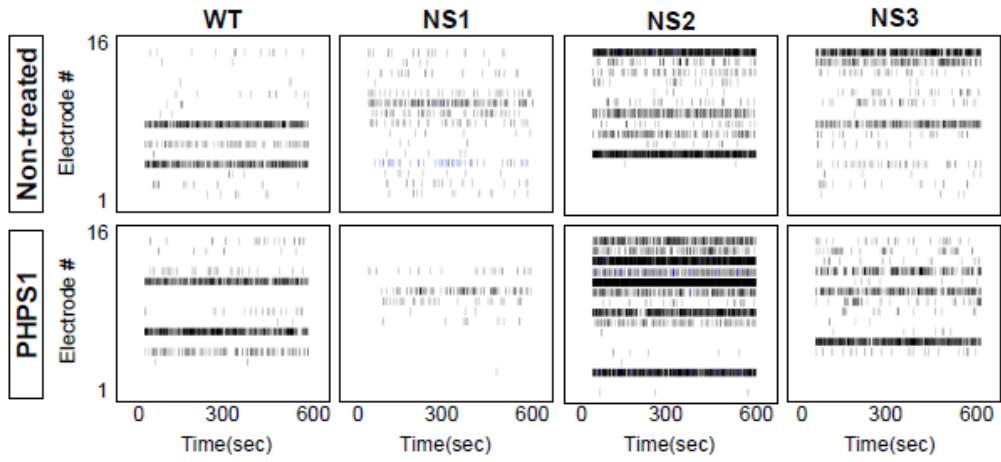 WT NS1 NS2 NS3
Non-treated
Electrode #
16
1
PHPS1
Electrode #
16
1
0 300 600 0 300 600 0 300 600 0 300 600
Time(sec) Time(sec) Time(sec) Time(sec)